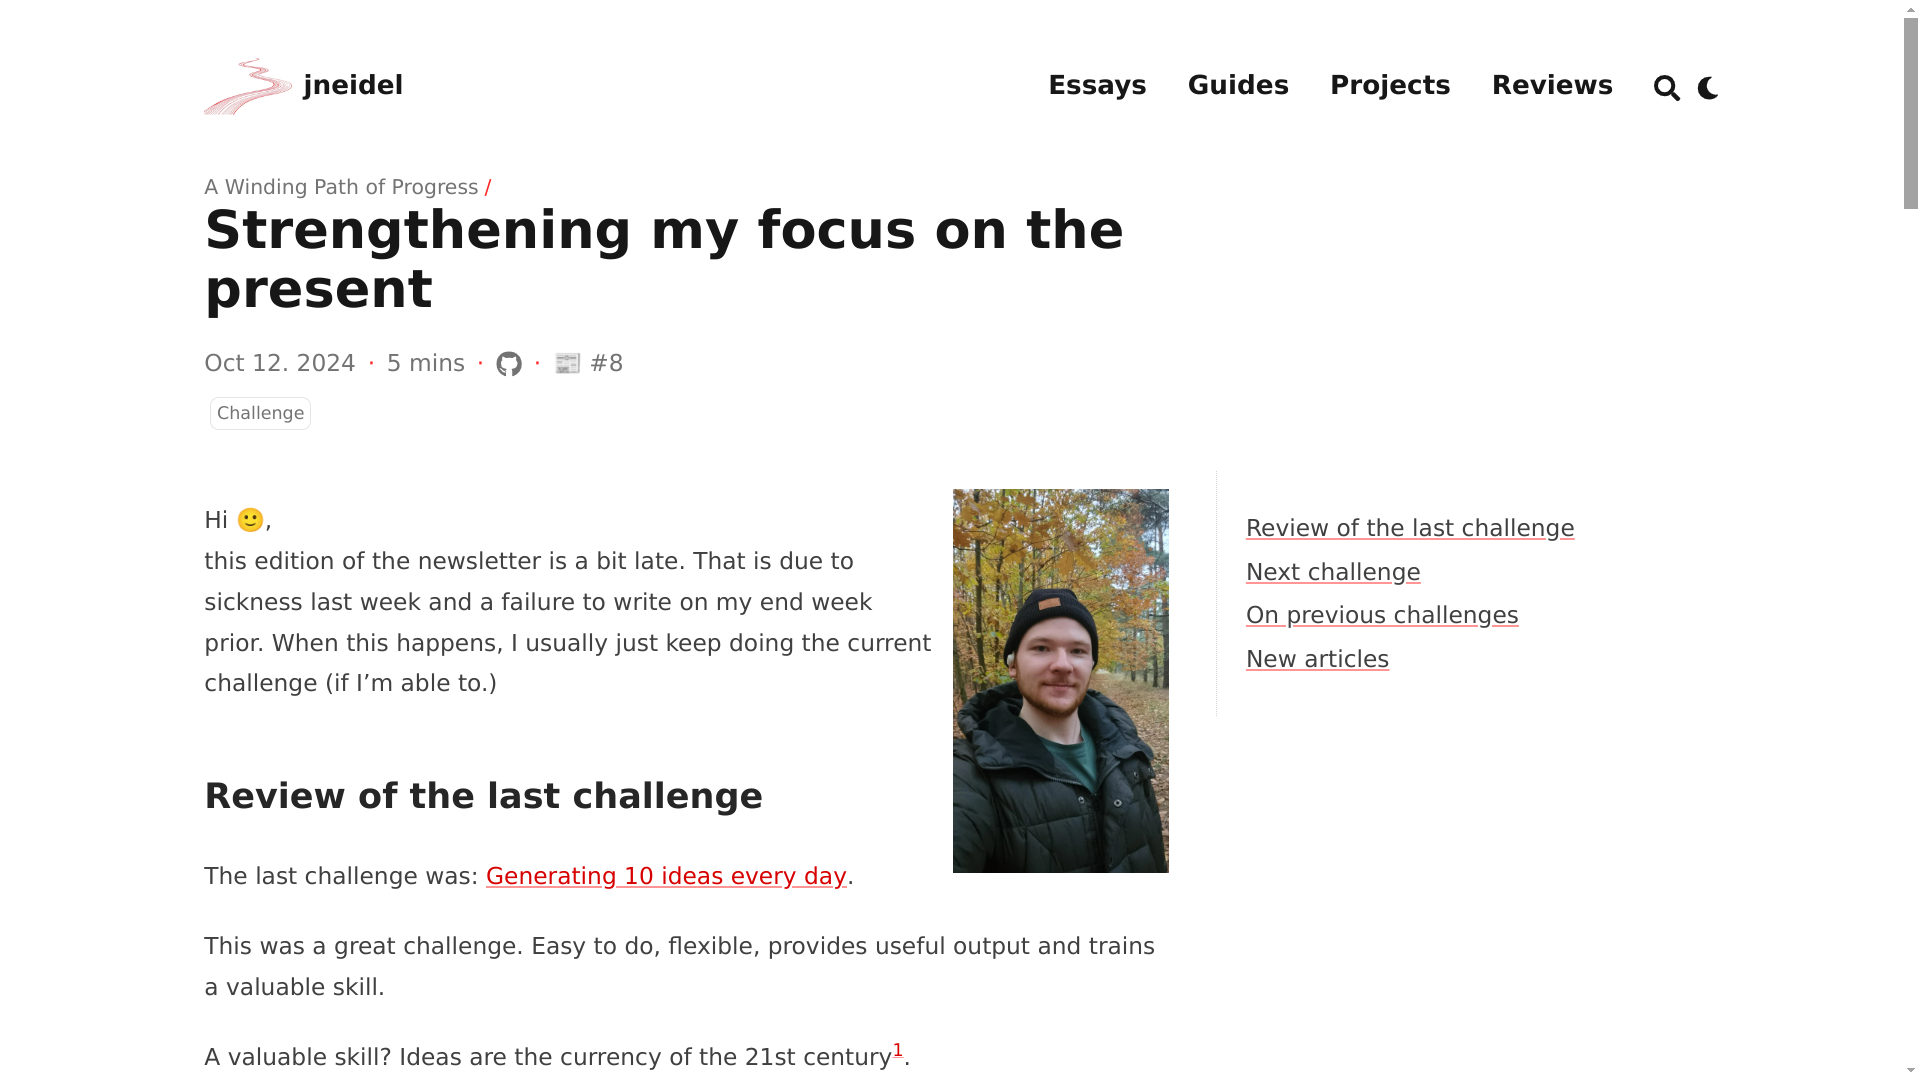 jneidel
Essays Guides Projects Reviews
A Winding Path of Progress /
Strengthening my focus on the
present
Oct 12. 2024 · 5 mins · · 📰 #8
Challenge
Hi 🙂,
this edition of the newsletter is a bit late. That is due to
sickness last week and a failure to write on my end week
prior. When this happens, I usually just keep doing the current
challenge (if I’m able to.)
Review of the last challenge
Next challenge
On previous challenges
New articles
Review of the last challenge
The last challenge was: Generating 10 ideas every day.
This was a great challenge. Easy to do, flexible, provides useful output and trains
a valuable skill.
A valuable skill? Ideas are the currency of the 21st century1.